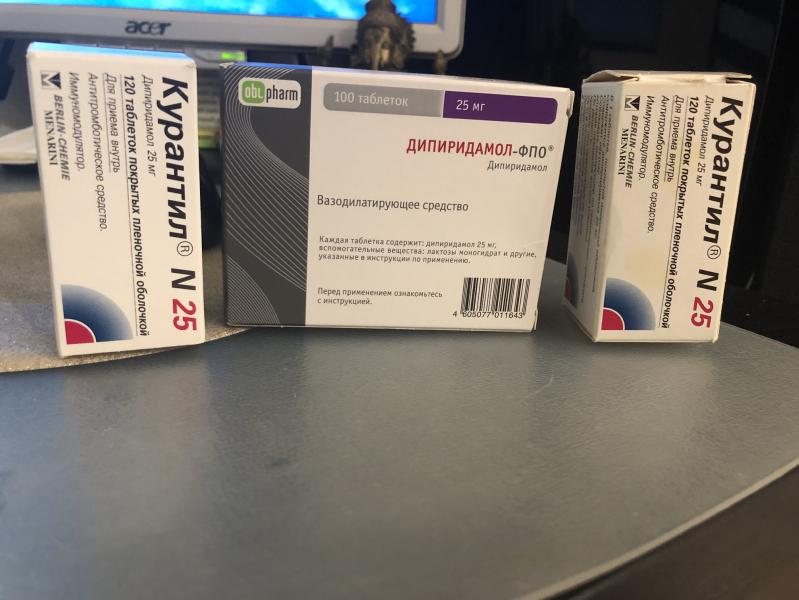 acer
Курантил® N 25
Дипиридамол 25 мг
120 таблеток покрытых пленочной оболочкой
Для приема внутрь
Антитромботическое средство.
Иммуномодулятор.
BERLIN-CHEMIE
MENARINI
oblpharm
100 таблеток
25 мг
ДИПИРИДАМОЛ-ФПО®
Дипиридамол
Вазодилатирующее средство
Каждая таблетка содержит: дипиридамол 25 мг,
вспомогательные вещества: лактозы моногидрат и другие,
указанные в инструкции по применению.
Перед применением ознакомьтесь
с инструкцией.
4 605077 011643
Курантил® N 25
Дипиридамол 25 мг
120 таблеток покрытых пленочной оболочкой
Для приема внутрь
Антитромботическое средство.
Иммуномодулятор.
BERLIN-CHEMIE
MENARINI